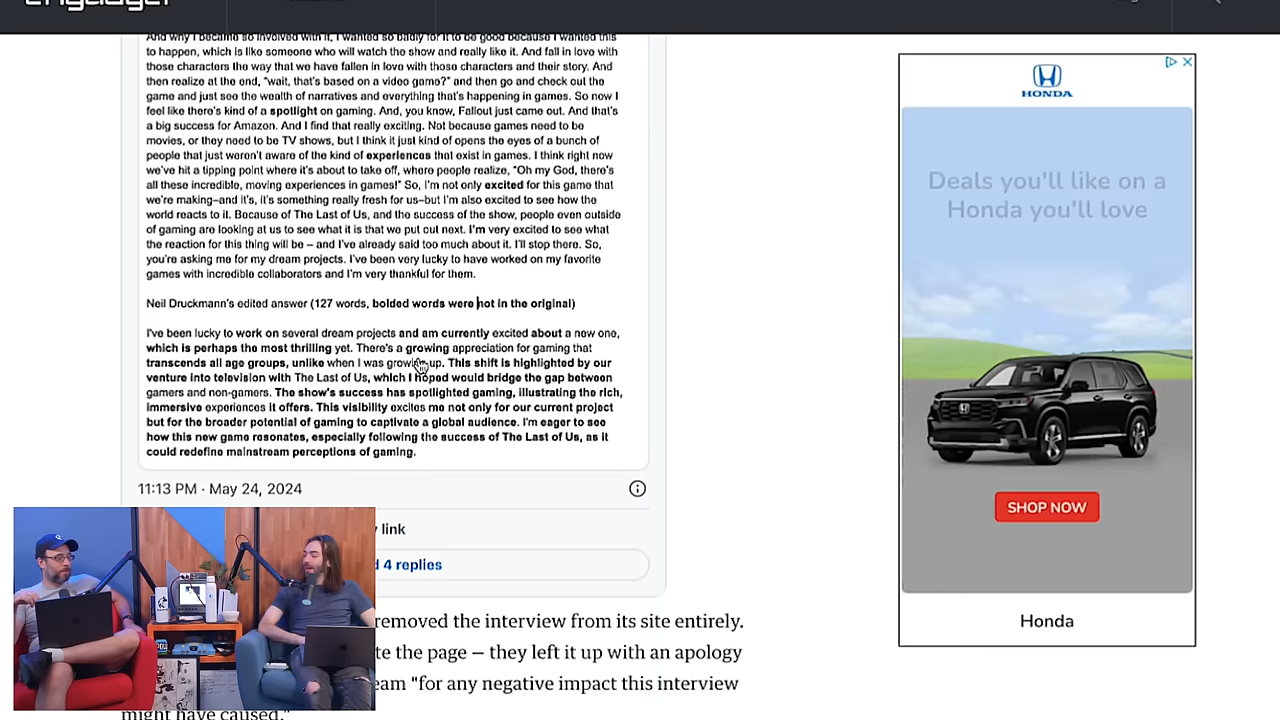 engadget
And why I became so involved with it, I wanted so badly for it to be good because I wanted this
to happen, which is like someone who will watch the show and really like it. And fall in love with
those characters the way that we have fallen in love with those characters and their story. And
then realize at the end, "wait, that's based on a video game?" and then go and check out the
game and just see the wealth of narratives and everything that's happening in games. So now I
feel like there's kind of a spotlight on gaming. And, you know, Fallout just came out. And that's
a big success for Amazon. And I find that really exciting. Not because games need to be
movies, or they need to be TV shows, but I think it just kind of opens the eyes of a bunch of
people that just weren't aware of the kind of experiences that exist in games. I think right now
we've hit a tipping point where it's about to take off, where people realize, "Oh my God, there's
all these incredible, moving experiences in games!" So, I'm not only excited for this game that
we're making–and it's, it's something really fresh for us–but I'm also excited to see how the
world reacts to it. Because of The Last of Us, and the success of the show, people even outside
of gaming are looking at us to see what it is that we put out next. I'm very excited to see what
the reaction for this thing will be – and I've already said too much about it. I'll stop there. So,
you're asking me for my dream projects. I've been very lucky to have worked on my favorite
games with incredible collaborators and I'm very thankful for them.
Neil Druckmann's edited answer (127 words, bolded words were not in the original)
I've been lucky to work on several dream projects and am currently excited about a new one,
which is perhaps the most thrilling yet. There's a growing appreciation for gaming that
transcends all age groups, unlike when I was growing up. This shift is highlighted by our
venture into television with The Last of Us, which I hoped would bridge the gap between
gamers and non-gamers. The show's success has spotlighted gaming, illustrating the rich,
immersive experiences it offers. This visibility excites me not only for our current project
but for the broader potential of gaming to captivate a global audience. I'm eager to see
how this new game resonates, especially following the success of The Last of Us, as it
could redefine mainstream perceptions of gaming.
11:13 PM · May 24, 2024
link
4 replies
removed the interview from its site entirely.
the page — they left it up with an apology
"for any negative impact this interview
might have caused."
HONDA
Deals you'll like on a
Honda you'll love
SHOP NOW
Honda